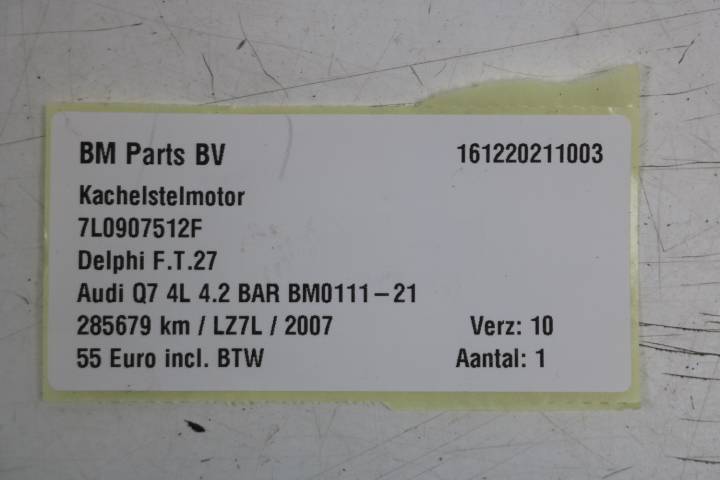 BM Parts BV 161220211003
Kachelstelmotor
7L0907512F
Delphi F.T.27
Audi Q7 4L 4.2 BAR BM0111-21
285679 km / LZ7L / 2007 Verz: 10
55 Euro incl. BTW Aantal: 1